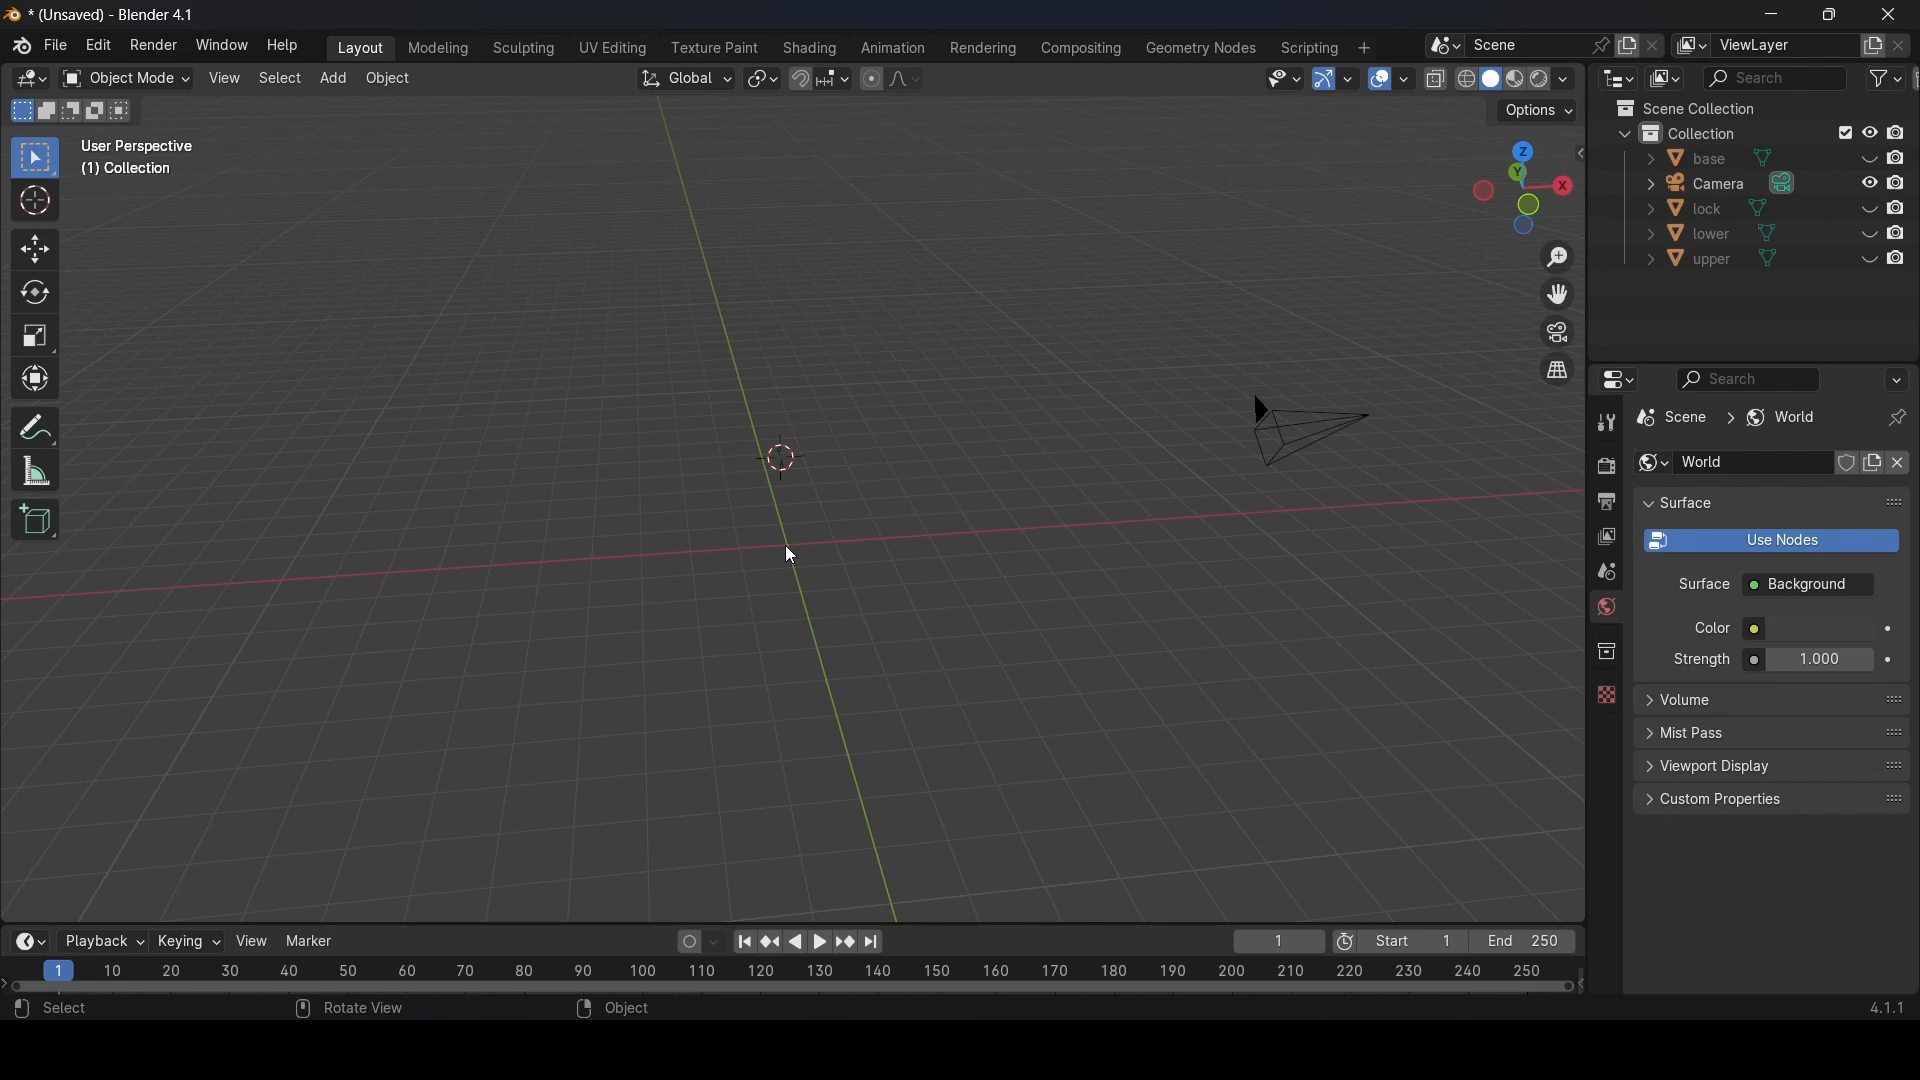 * (Unsaved) - Blender 4.1
File Edit Render Window Help Layout Modeling Sculpting UV Editing Texture Paint Shading Animation Rendering Compositing Geometry Nodes Scripting + Scene ViewLayer
Object Mode View Select Add Object Global Search
Options
User Perspective
(1) Collection
Z
Y
X
Scene Collection
Collection
base
Camera
lock
lower
upper
Search
Scene World
World
Surface
Use Nodes
Surface Background
Color
Strength 1.000
Volume
Mist Pass
Viewport Display
Custom Properties
Playback Keying View Marker 1 Start 1 End 250
1 10 20 30 40 50 60 70 80 90 100 110 120 130 140 150 160 170 180 190 200 210 220 230 240 250
Select Rotate View Object 4.1.1